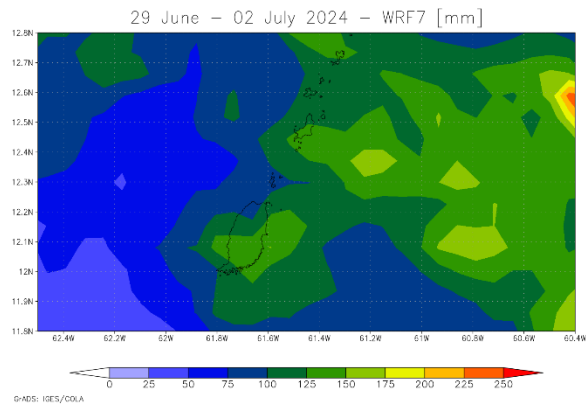 29 June – 02 July 2024 – WRF7 [mm]
12.8N
12.7N
12.6N
12.5N
12.4N
12.3N
12.2N
12.1N
12N
11.9N
11.8N
62.4W 62.2W 62W 61.8W 61.6W 61.4W 61.2W 61W 60.8W 60.6W 60.4W
0 25 50 75 100 125 150 175 200 225 250
GrADS: IGES/COLA